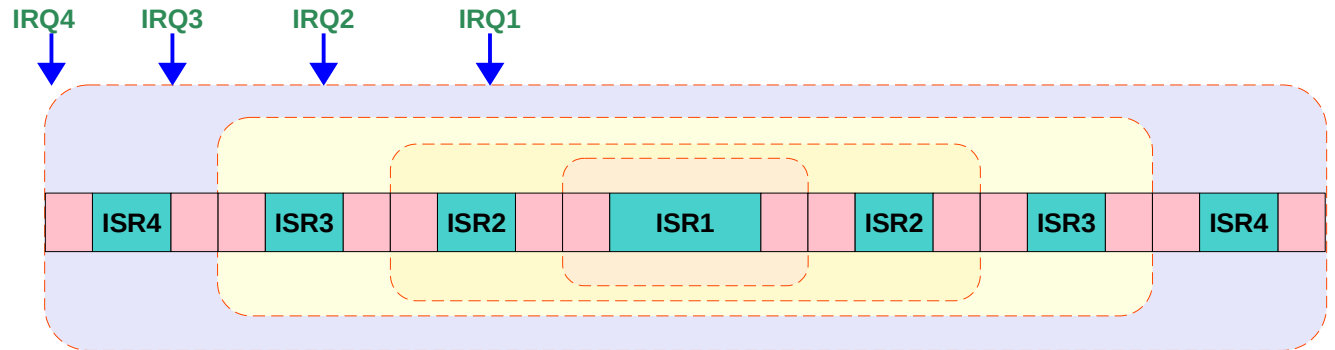 IRQ4 IRQ3 IRQ2 IRQ1
ISR4 ISR3 ISR2 ISR1 ISR2 ISR3 ISR4